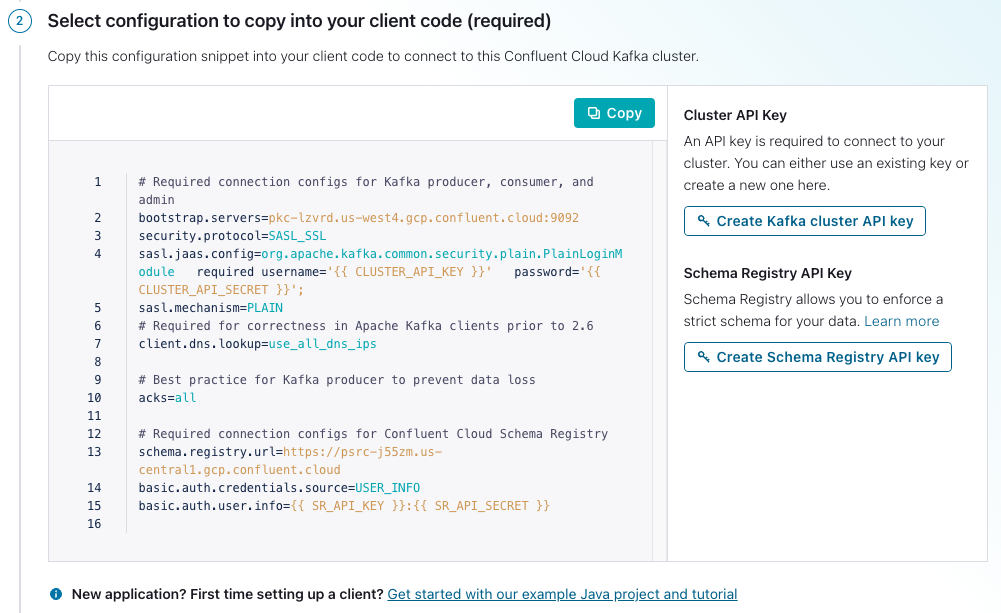 2 Select configuration to copy into your client code (required)
Copy this configuration snippet into your client code to connect to this Confluent Cloud Kafka cluster.
Copy
1 # Required connection configs for Kafka producer, consumer, and
admin
2 bootstrap.servers=pkc-lzvrd.us-west4.gcp.confluent.cloud:9092
3 security.protocol=SASL_SSL
4 sasl.jaas.config=org.apache.kafka.common.security.plain.PlainLoginM
odule   required username='{{ CLUSTER_API_KEY }}'   password='{{
CLUSTER_API_SECRET }}';
5 sasl.mechanism=PLAIN
6 # Required for correctness in Apache Kafka clients prior to 2.6
7 client.dns.lookup=use_all_dns_ips
8
9 # Best practice for Kafka producer to prevent data loss
10 acks=all
11
12 # Required connection configs for Confluent Cloud Schema Registry
13 schema.registry.url=https://psrc-j55zm.us-
central1.gcp.confluent.cloud
14 basic.auth.credentials.source=USER_INFO
15 basic.auth.user.info={{ SR_API_KEY }}:{{ SR_API_SECRET }}
16
Cluster API Key
An API key is required to connect to your
cluster. You can either use an existing key or
create a new one here.
Create Kafka cluster API key
Schema Registry API Key
Schema Registry allows you to enforce a
strict schema for your data. Learn more
Create Schema Registry API key
New application? First time setting up a client? Get started with our example Java project and tutorial